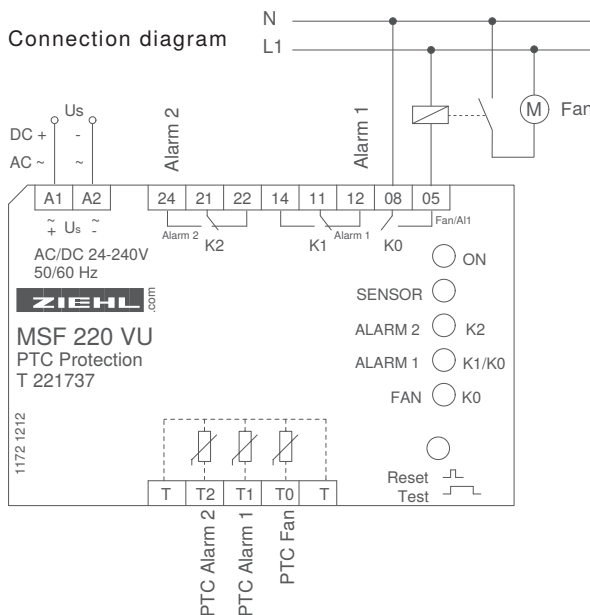 Connection diagram
N
L1
M
Fan
Us
DC + -
AC ~ ~
Alarm 2
Alarm 1
A1 A2 24 21 22 14 11 12 08 05
~ ~
+ Us -
Alarm 2 K2 K1 Alarm 1 K0 Fan/Al1
AC/DC 24-240V
50/60 Hz
ZIEHL.com
MSF 220 VU
PTC Protection
T 221737
ON
SENSOR
ALARM 2 K2
ALARM 1 K1/K0
FAN K0
1172 1212
Reset
Test
T T2 T1 T0 T
PTC Alarm 2
PTC Alarm 1
PTC Fan